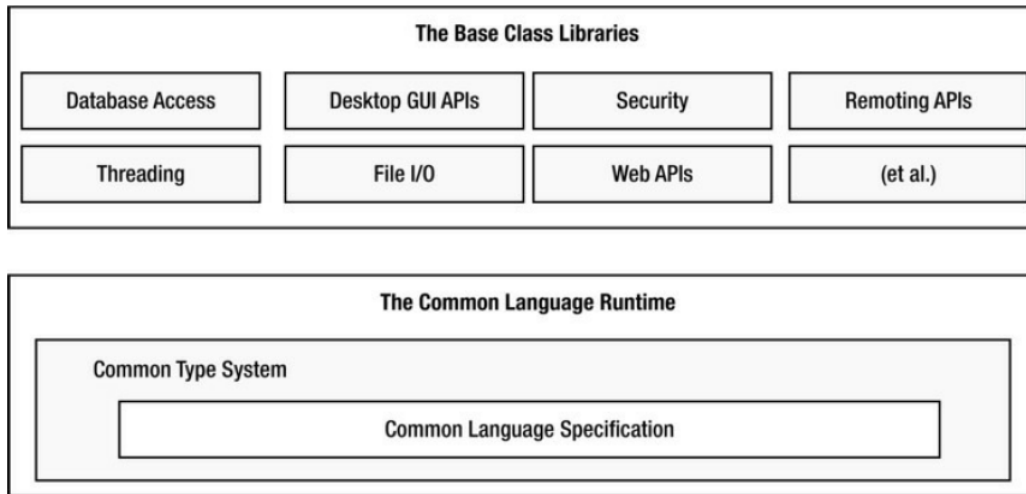 The Base Class Libraries
Database Access
Desktop GUI APIs
Security
Remoting APIs
Threading
File I/O
Web APIs
(et al.)
The Common Language Runtime
Common Type System
Common Language Specification